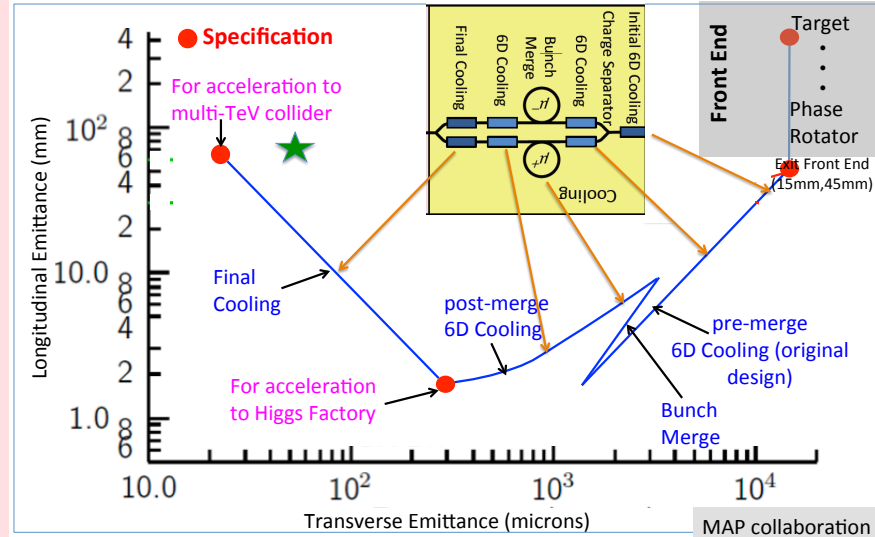 Specification
For acceleration to
multi-TeV collider
Final Cooling
6D Cooling
Bunch
Merge
6D Cooling
Charge Separator
Initial 6D Cooling
μ−
μ+
Cooling
Front End
Target
Phase
Rotator
Exit Front End
(15mm,45mm)
Longitudinal Emittance (mm)
4
2
10²
8
6
4
2
10.0
8
6
4
2
1.0
8
6
Final
Cooling
post-merge
6D Cooling
For acceleration
to Higgs Factory
pre-merge
6D Cooling (original
design)
Bunch
Merge
10.0
10²
10³
10⁴
Transverse Emittance (microns)
MAP collaboration